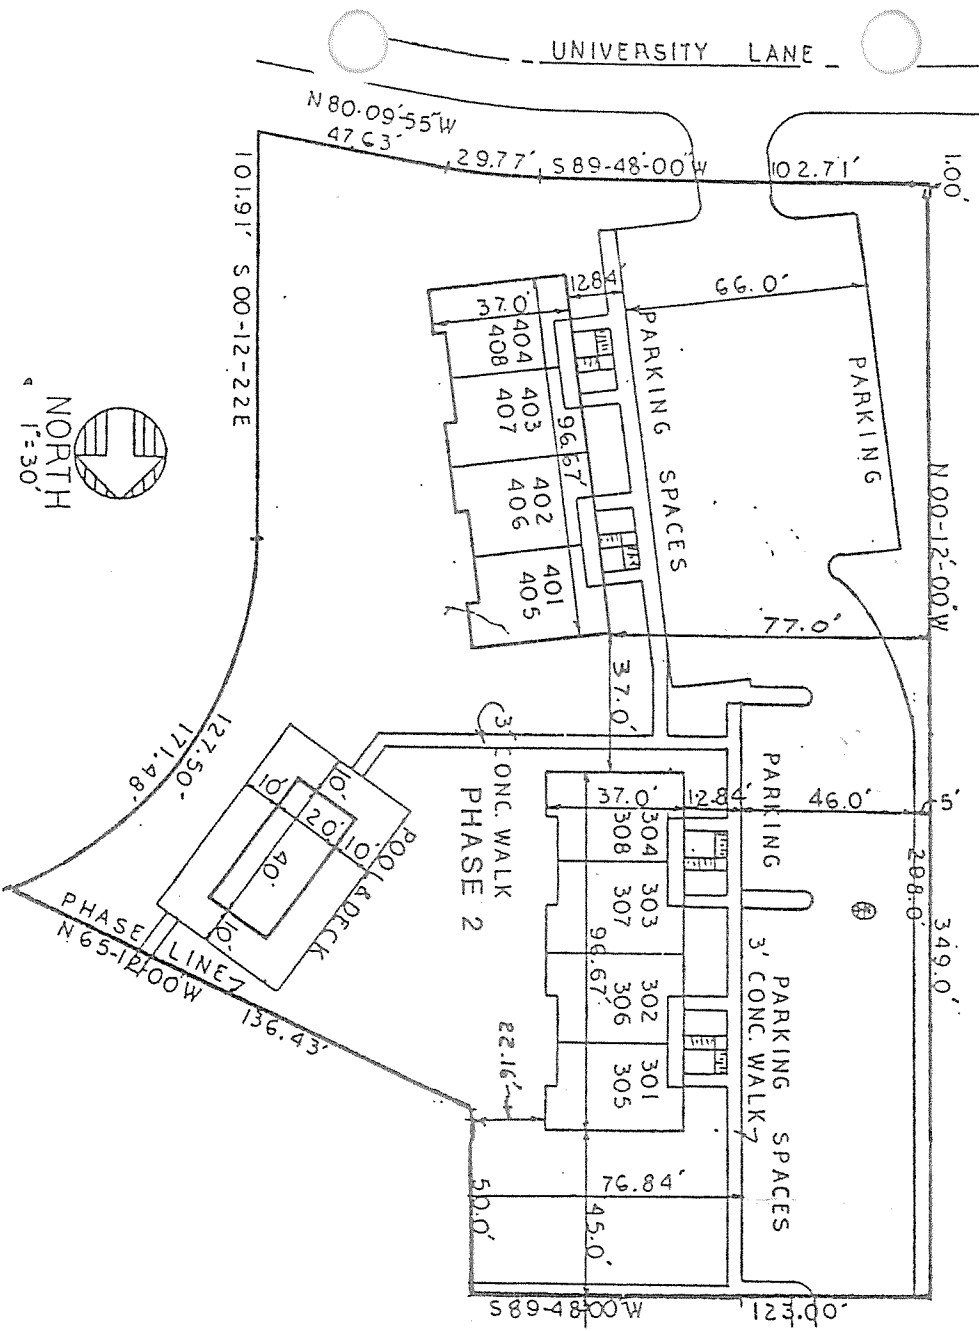 UNIVERSITY LANE
N80-09'-55"W
47.63'
29.77'
S89-48'-00"W
102.71'
1.00'
101.91' S 00-12-22E
12.84'
66.0'
37.0'
404
408
403
407
402
406
401
405
96.67'
PARKING SPACES
PARKING
N00-12'-00"W
NORTH
1"=30'
77.0'
37.0'
127.50'
171.48'
3' CONC. WALK
PHASE 2
10'
10'
20'
10'
40'
10'
POOL & DECK
PHASE LINE
N65-12-00W
136.43'
37.0'
12.84'
46.0'
5'
PARKING
304
308
303
307
302
306
301
305
96.67'
208.0'
349.0'
PARKING SPACES
3' CONC. WALK
22.16'
76.84'
50.0'
45.0'
S89-48-00"W
123.00'